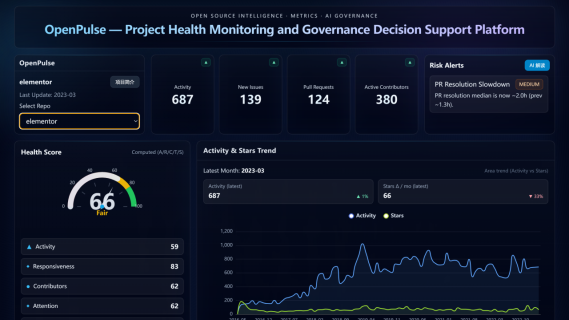 OPEN SOURCE INTELLIGENCE · METRICS · AI GOVERNANCE
OpenPulse — Project Health Monitoring and Governance Decision Support Platform
OpenPulse
elementor
项目简介
Last Update: 2023-03
Select Repo
elementor
Activity
687
New Issues
139
Pull Requests
124
Active Contributors
380
Risk Alerts
AI 解读
PR Resolution Slowdown
MEDIUM
PR resolution median is now ~2.0h (prev
~1.3h).
Health Score
Computed (A/R/C/T/S)
0
20
40
60
80
100
66
Fair
Activity
59
Responsiveness
83
Contributors
62
Attention
62
Activity & Stars Trend
Latest Month: 2023-03
Area trend (Activity vs Stars)
Activity (latest)
687
▲ 1%
Stars Δ / mo (latest)
66
▼ 33%
Activity
Stars
1,200
1,000
800
600
400
200
0